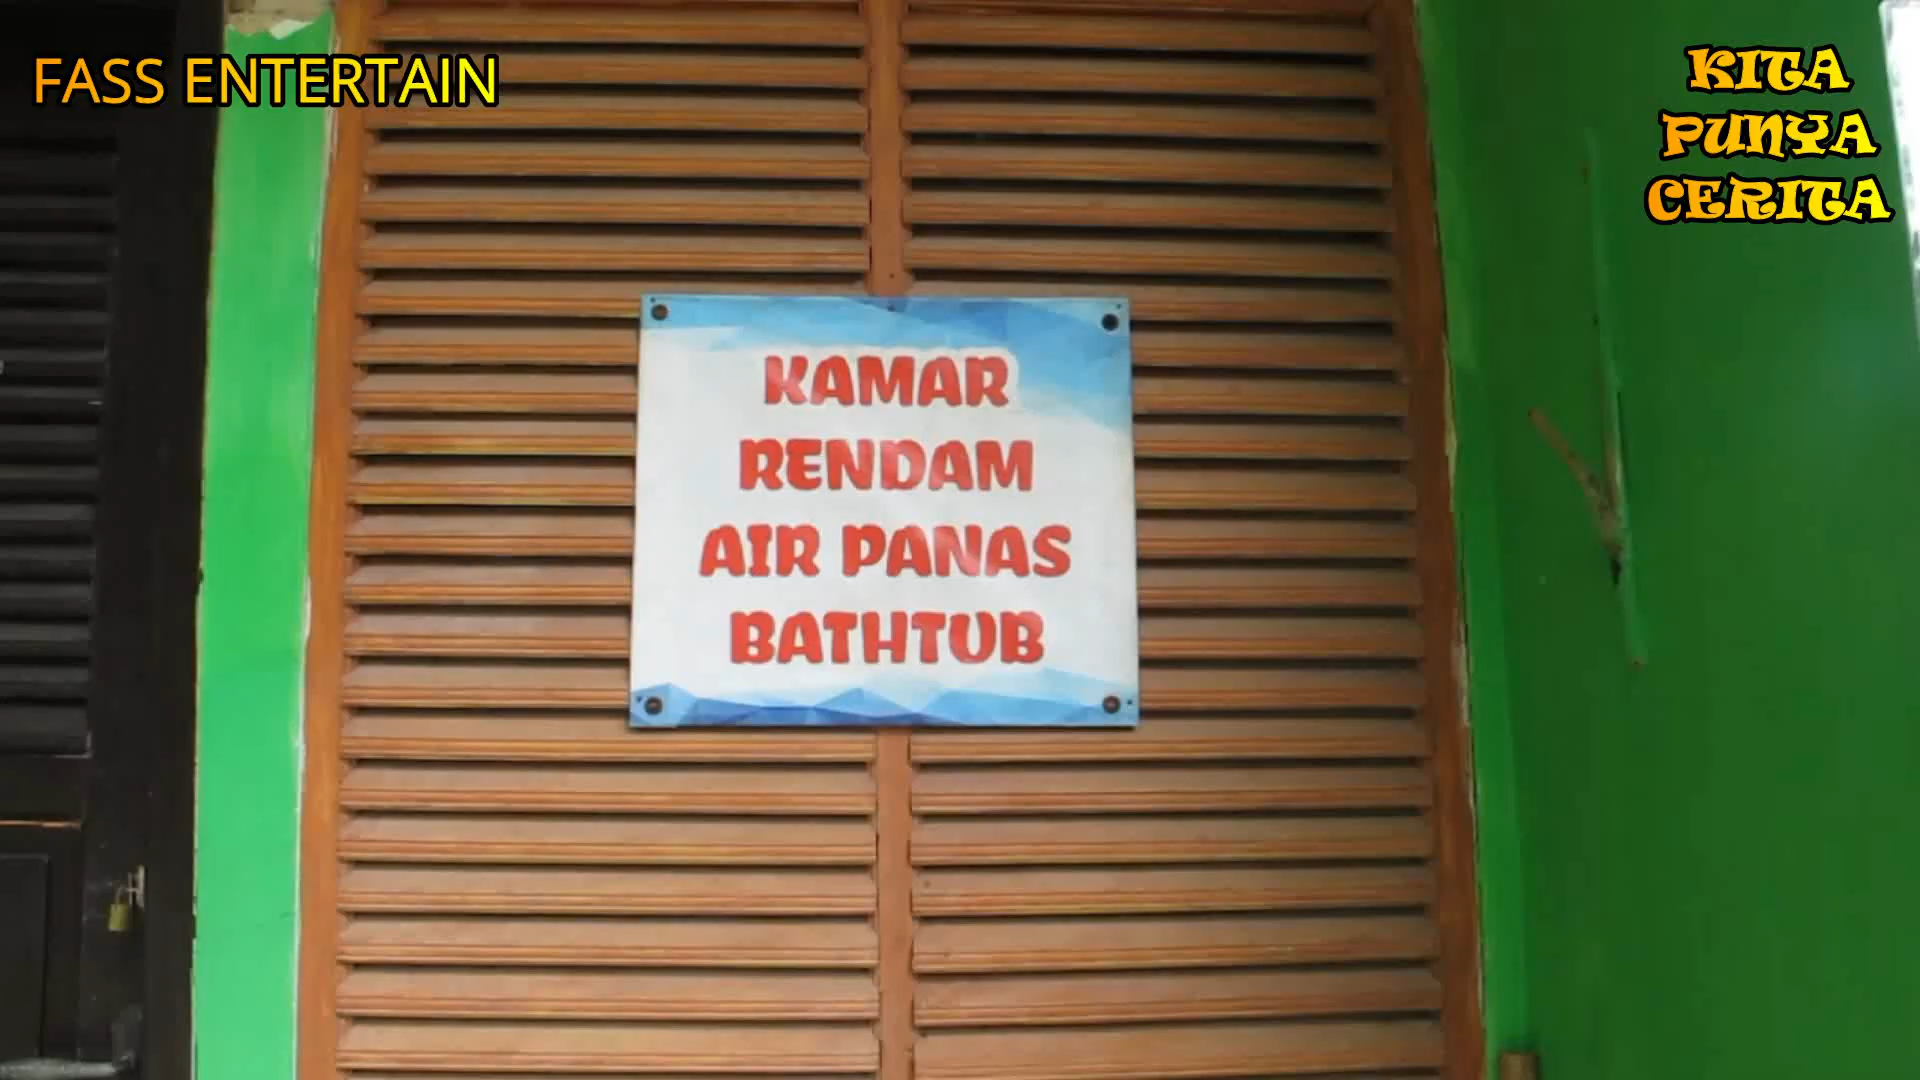 FASS ENTERTAIN
KITA
PUNYA
CERITA
KAMAR
RENDAM
AIR PANAS
BATHTUB